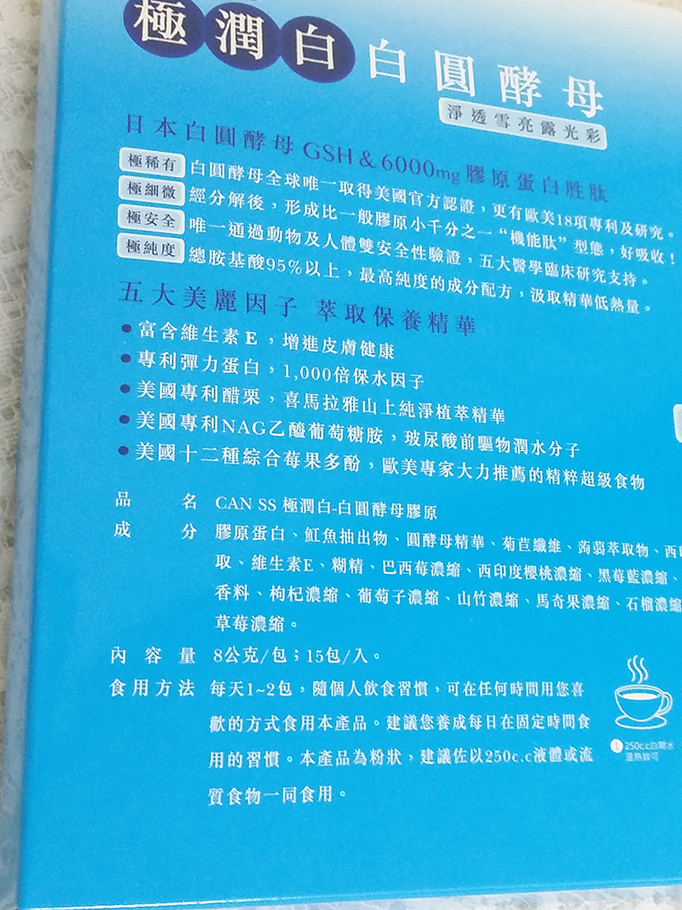 極潤白 白圓酵母
淨透雪亮露光彩
日本白圓酵母 GSH & 6000mg 膠原蛋白胜肽
極稀有 白圓酵母全球唯一取得美國官方認證，更有歐美18項專利及研究。
極細微 經分解後，形成比一般膠原小千分之一“機能肽”型態，好吸收！
極安全 唯一通過動物及人體雙安全性驗證，五大醫學臨床研究支持。
極純度 總胺基酸95%以上，最高純度的成分配方，汲取精華低熱量。
五大美麗因子 萃取保養精華
●富含維生素E，增進皮膚健康
●專利彈力蛋白，1,000倍保水因子
●美國專利醋栗，喜馬拉雅山上純淨植萃精華
●美國專利NAG乙醯葡萄糖胺，玻尿酸前驅物潤水分子
●美國十二種綜合莓果多酚，歐美專家大力推薦的精粹超級食物
品名 CAN SS 極潤白-白圓酵母膠原
成分 膠原蛋白、魟魚抽出物、圓酵母精華、菊苣纖維、蒟蒻萃取物、西
取、維生素E、糊精、巴西莓濃縮、西印度櫻桃濃縮、黑莓藍濃縮、
香料、枸杞濃縮、葡萄子濃縮、山竹濃縮、馬奇果濃縮、石榴濃縮
草莓濃縮。
內容量 8公克/包；15包/入。
食用方法 每天1~2包，隨個人飲食習慣，可在任何時間用您喜
歡的方式食用本產品。建議您養成每日在固定時間食
用的習慣。本產品為粉狀，建議佐以250c.c液體或流
質食物一同食用。
1 250c.c白開水
溫熱皆可